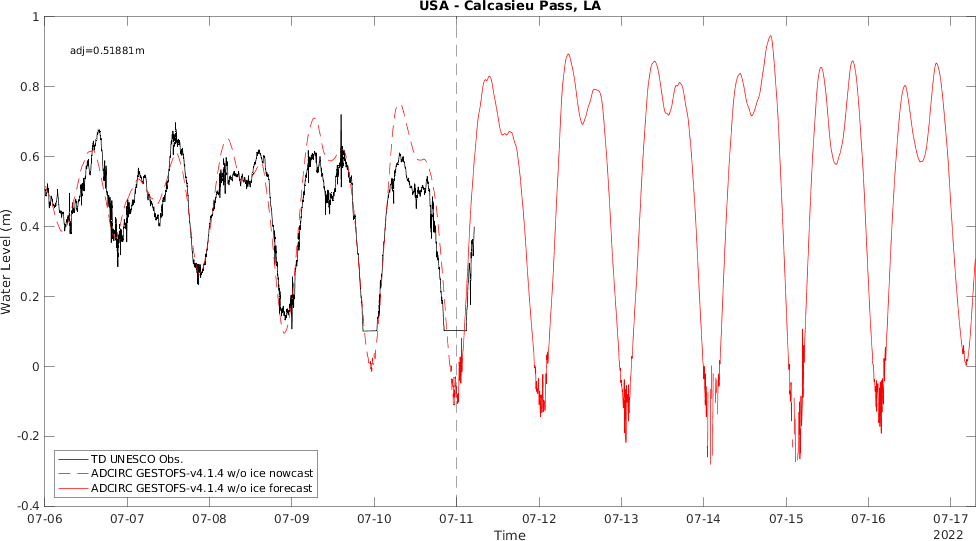 USA - Calcasieu Pass, LA
adj=0.51881m
1
0.8
0.6
0.4
0.2
0
-0.2
-0.4
Water Level (m)
TD UNESCO Obs.
ADCIRC GESTOFS-v4.1.4 w/o ice nowcast
ADCIRC GESTOFS-v4.1.4 w/o ice forecast
07-06 07-07 07-08 07-09 07-10 07-11 07-12 07-13 07-14 07-15 07-16 07-17
Time
2022